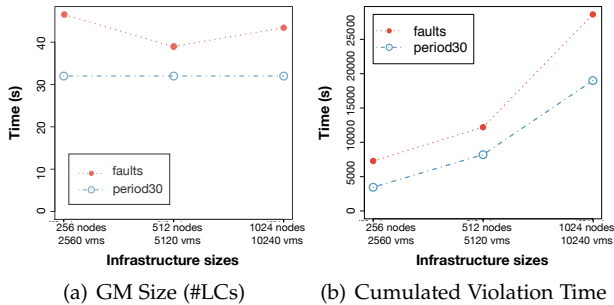 Time (s)
40
30
20
10
0
faults
period30
256 nodes
2560 vms
512 nodes
5120 vms
1024 nodes
10240 vms
Infrastructure sizes
(a) GM Size (#LCs)
faults
period30
Time (s)
25000
20000
15000
10000
5000
0
256 nodes
2560 vms
512 nodes
5120 vms
1024 nodes
10240 vms
Infrastructure sizes
(b) Cumulated Violation Time